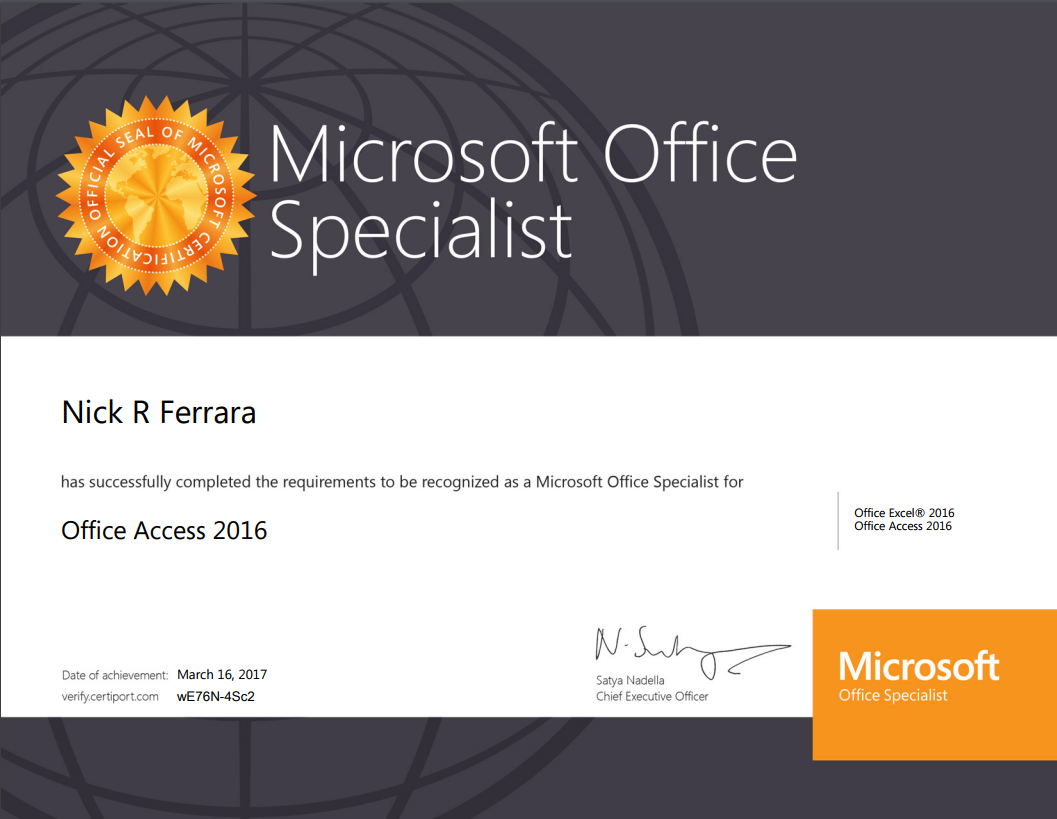 OFFICIAL SEAL OF MICROSOFT CERTIFICATION
Microsoft Office
Specialist
Nick R Ferrara
has successfully completed the requirements to be recognized as a Microsoft Office Specialist for
Office Access 2016
Office Excel® 2016
Office Access 2016
Date of achievement: March 16, 2017
verify.certiport.com wE76N-4Sc2
N. Satya
Satya Nadella
Chief Executive Officer
Microsoft
Office Specialist